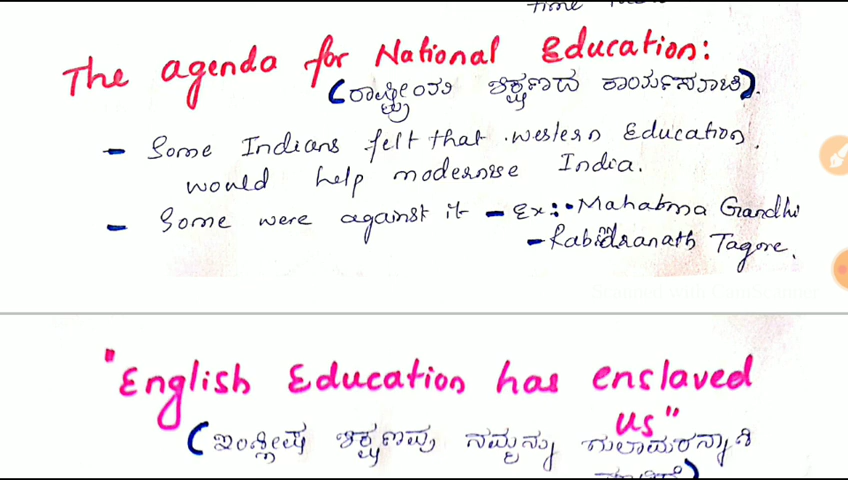 The agenda for National Education:
(ರಾಷ್ಟ್ರೀಯ ಶಿಕ್ಷಣದ ಕಾರ್ಯಸೂಚಿ).
- Some Indians felt that western Education
would help modernise India.
- Some were against it - Ex:- Mahatma Gandhi
- Rabindranath Tagore.
"English Education has enslaved
us"
(ಇಂಗ್ಲೀಷ ಶಿಕ್ಷಣವು ನಮ್ಮನ್ನು ಗುಲಾಮರನ್ನಾಗಿ